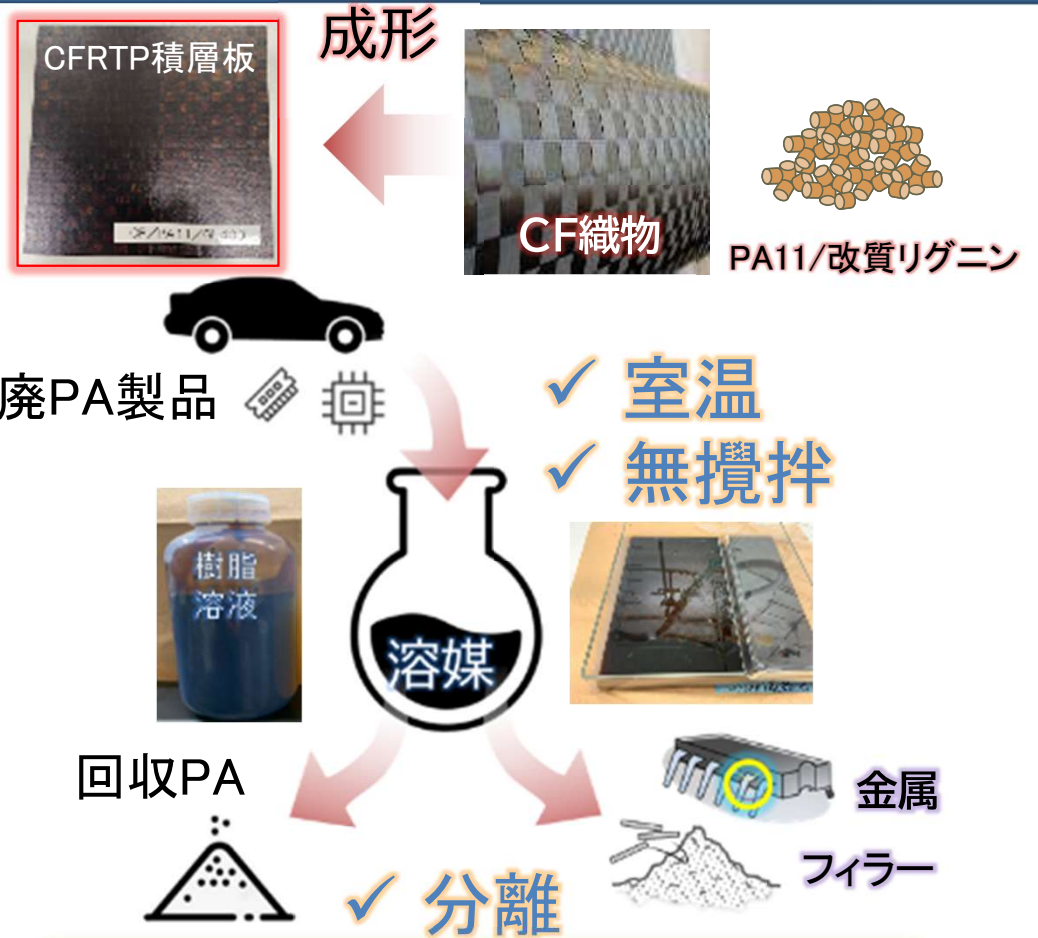 成形
CFRTP積層板
CF織物
PA11/改質リグニン
廃PA製品
✓ 室温
✓ 無攪拌
樹脂
溶液
溶媒
回収PA
金属
フィラー
✓ 分離